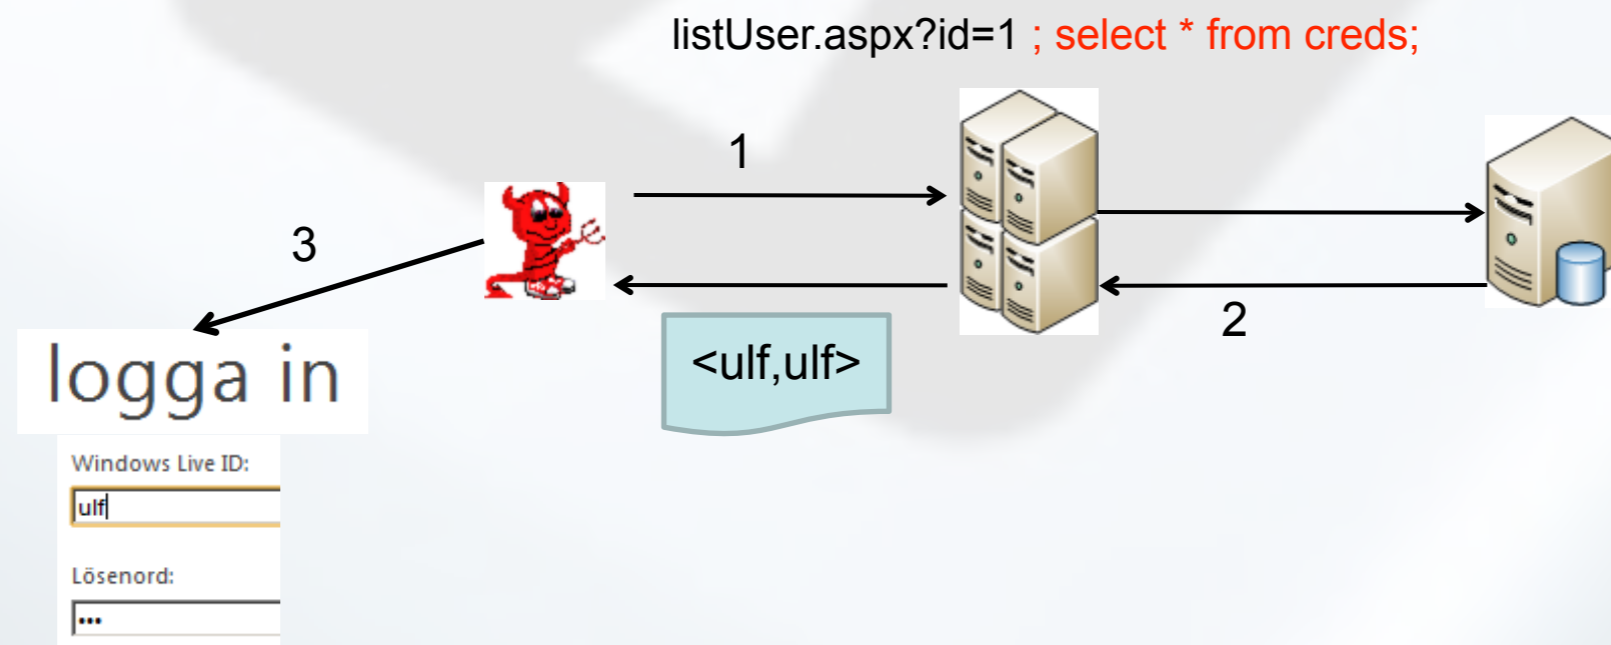 listUser.aspx?id=1 ; select * from creds;
1
3
2
<ulf,ulf>
logga in
Windows Live ID:
ulf
Lösenord:
•••